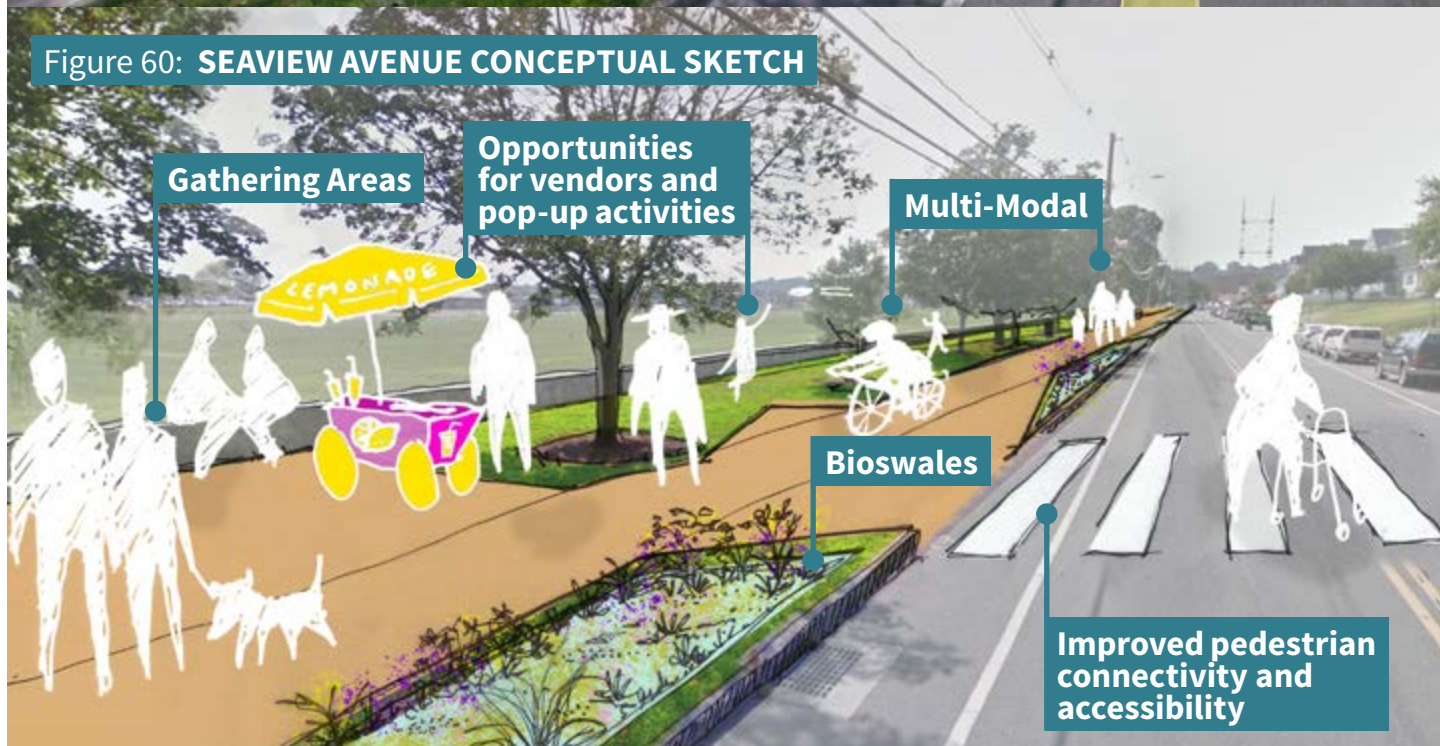 Figure 60: SEAVIEW AVENUE CONCEPTUAL SKETCH
Gathering Areas
Opportunities
for vendors and
pop-up activities
Multi-Modal
LEMONADE
Bioswales
Improved pedestrian
connectivity and
accessibility